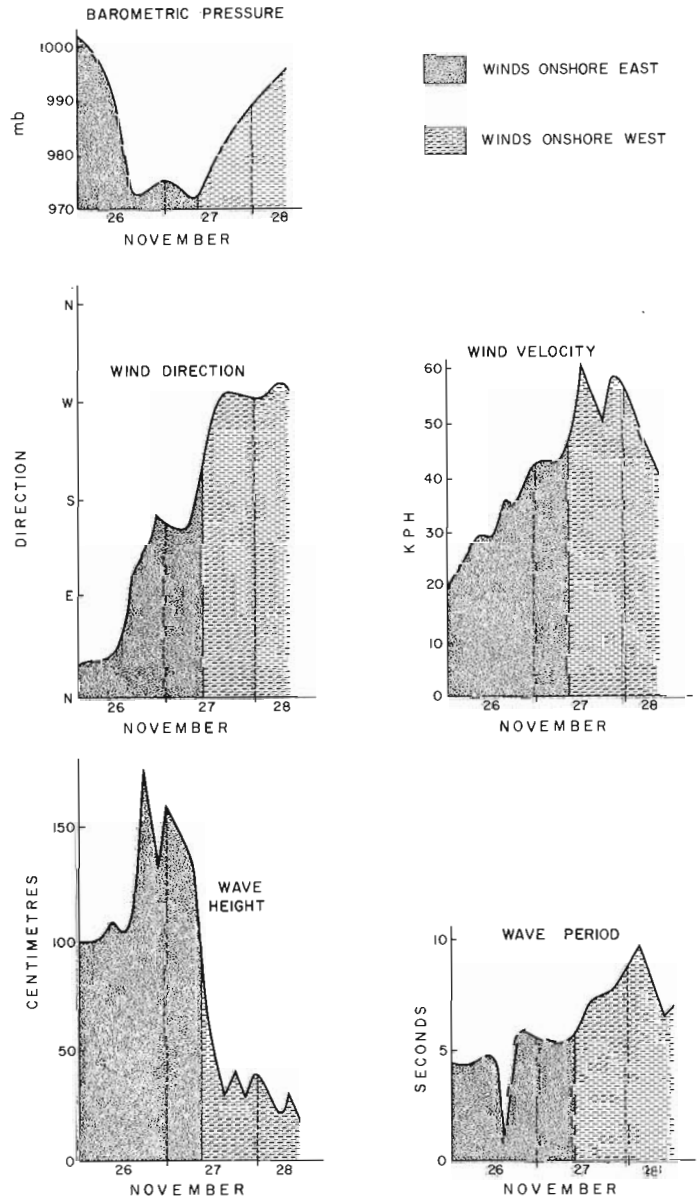 BAROMETRIC PRESSURE
1000
990
980
970
mb
26 27 28
NOVEMBER
WINDS ONSHORE EAST
WINDS ONSHORE WEST
WIND DIRECTION
N
W
S
E
N
DIRECTION
26 27 28
NOVEMBER
WIND VELOCITY
60
50
40
30
20
10
0
KPH
26 27 28
NOVEMBER
WAVE
HEIGHT
150
100
50
0
CENTIMETRES
26 27 28
NOVEMBER
WAVE PERIOD
10
5
0
SECONDS
26 27 28
NOVEMBER